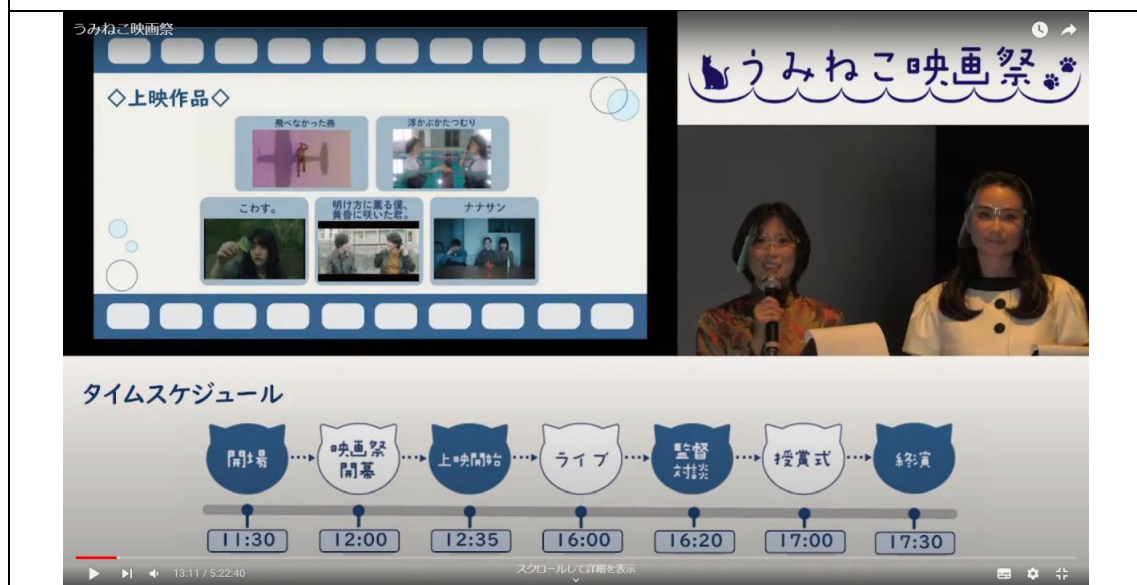 うみねこ映画祭
◇上映作品◇
飛べなかった鳥
浮かぶかたつむり
こわす。
明け方に薫る僕、
黄昏に咲いた君。
ナナサン
うみねこ映画祭
タイムスケジュール
開場
映画祭
開幕
上映開始
ライブ
監督
対談
授賞式
終演
11:30
12:00
12:35
16:00
16:20
17:00
17:30
13:11 / 5:22:40
スクロールして詳細を表示